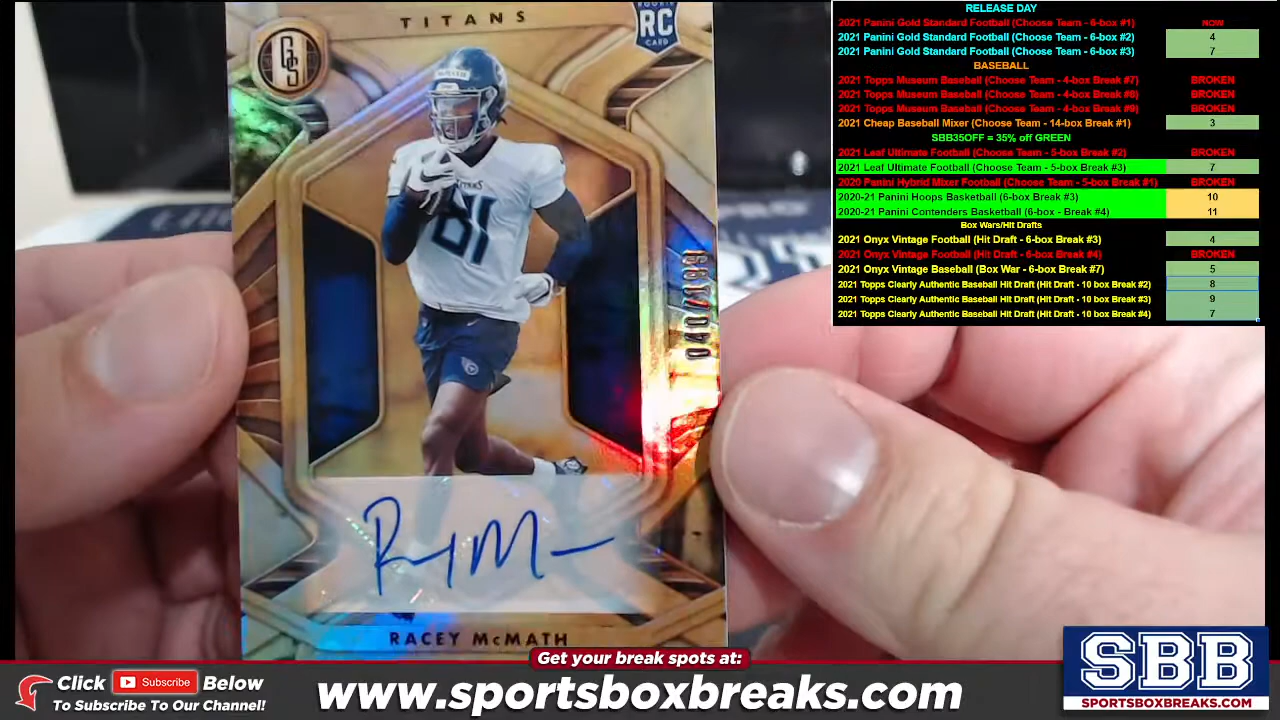 TITANS
ROOKIE
RC
CARD
GS
81
040/199
RACEY McMATH
RELEASE DAY
2021 Panini Gold Standard Football (Choose Team - 6-box #1) NOW
2021 Panini Gold Standard Football (Choose Team - 6-box #2) 4
2021 Panini Gold Standard Football (Choose Team - 6-box #3) 7
BASEBALL
2021 Topps Museum Baseball (Choose Team - 4-box Break #7) BROKEN
2021 Topps Museum Baseball (Choose Team - 4-box Break #8) BROKEN
2021 Topps Museum Baseball (Choose Team - 4-box Break #9) BROKEN
2021 Cheap Baseball Mixer (Choose Team - 14-box Break #1) 3
SBB35OFF = 35% off GREEN
2021 Leaf Ultimate Football (Choose Team - 5-box Break #2) BROKEN
2021 Leaf Ultimate Football (Choose Team - 5-box Break #3) 7
2020 Panini Hybrid Mixer Football (Choose Team - 5-box Break #1) BROKEN
2020-21 Panini Hoops Basketball (6-box Break #3) 10
2020-21 Panini Contenders Basketball (6-box - Break #4) 11
Box Wars/Hit Drafts
2021 Onyx Vintage Football (Hit Draft - 6-box Break #3) 4
2021 Onyx Vintage Football (Hit Draft - 6-box Break #4) BROKEN
2021 Onyx Vintage Baseball (Box War - 6-box Break #7) 5
2021 Topps Clearly Authentic Baseball Hit Draft (Hit Draft - 10 box Break #2) 8
2021 Topps Clearly Authentic Baseball Hit Draft (Hit Draft - 10 box Break #3) 9
2021 Topps Clearly Authentic Baseball Hit Draft (Hit Draft - 10 box Break #4) 7
Get your break spots at:
Click Subscribe Below
To Subscribe To Our Channel!
www.sportsboxbreaks.com
SBB
SPORTSBOXBREAKS.COM